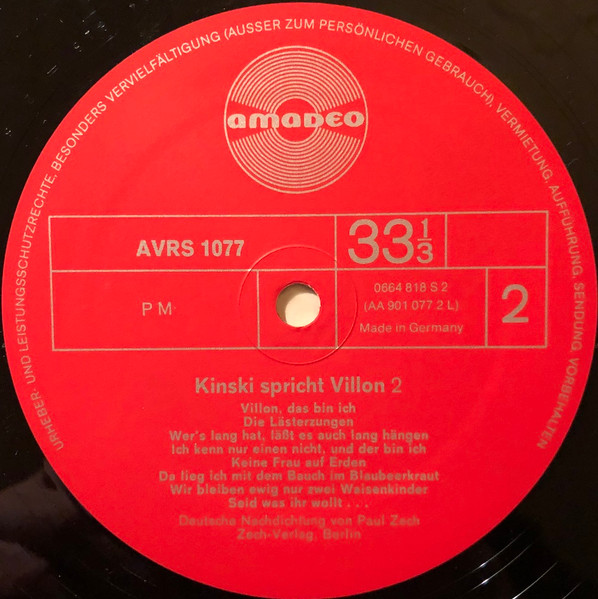 URHEBER- UND LEISTUNGSSCHUTZRECHTE, BESONDERS VERVIELFÄLTIGUNG (AUSSER ZUM PERSÖNLICHEN GEBRAUCH), VERMIETUNG, AUFFÜHRUNG, SENDUNG, VORBEHALTEN
amadeo
AVRS 1077
33 1/3
P M
0664 818 S 2
(AA 901 077.2 L)
Made in Germany
2
Kinski spricht Villon 2
Villon, das bin ich
Die Lästerzungen
Wer's lang hat, läßt es auch lang hängen
Ich kenn nur einen nicht, und der bin ich
Keine Frau auf Erden
Da lieg ich mit dem Bauch im Blaubeerkraut
Wir bleiben ewig nur zwei Waisenkinder
Seid was ihr wollt . . .
Deutsche Nachdichtung von Paul Zech
Zech-Verlag, Berlin